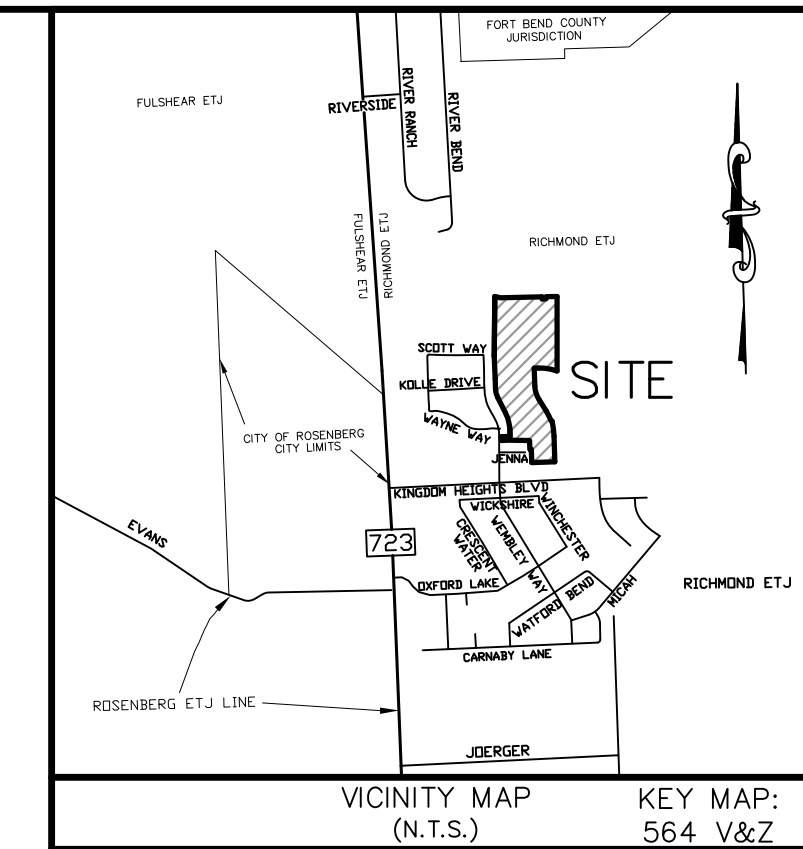 FORT BEND COUNTY
JURISDICTION
FULSHEAR ETJ
RIVERSIDE
RIVER RANCH
RIVER BEND
FULSHEAR ETJ
RICHMOND ETJ
RICHMOND ETJ
SCOTT WAY
SITE
KOLLE DRIVE
WAYNE WAY
CITY OF ROSENBERG
CITY LIMITS
JENNA
KINGDOM HEIGHTS BLVD
WICKSHIRE
WINCHESTER
WEMBLEY WAY
CRESCENT
WATER
EVANS
723
OXFORD LAKE
WATFORD BEND
MICAH
RICHMOND ETJ
CARNABY LANE
ROSENBERG ETJ LINE
JOERGER
VICINITY MAP
(N.T.S.)
KEY MAP:
564 V&Z